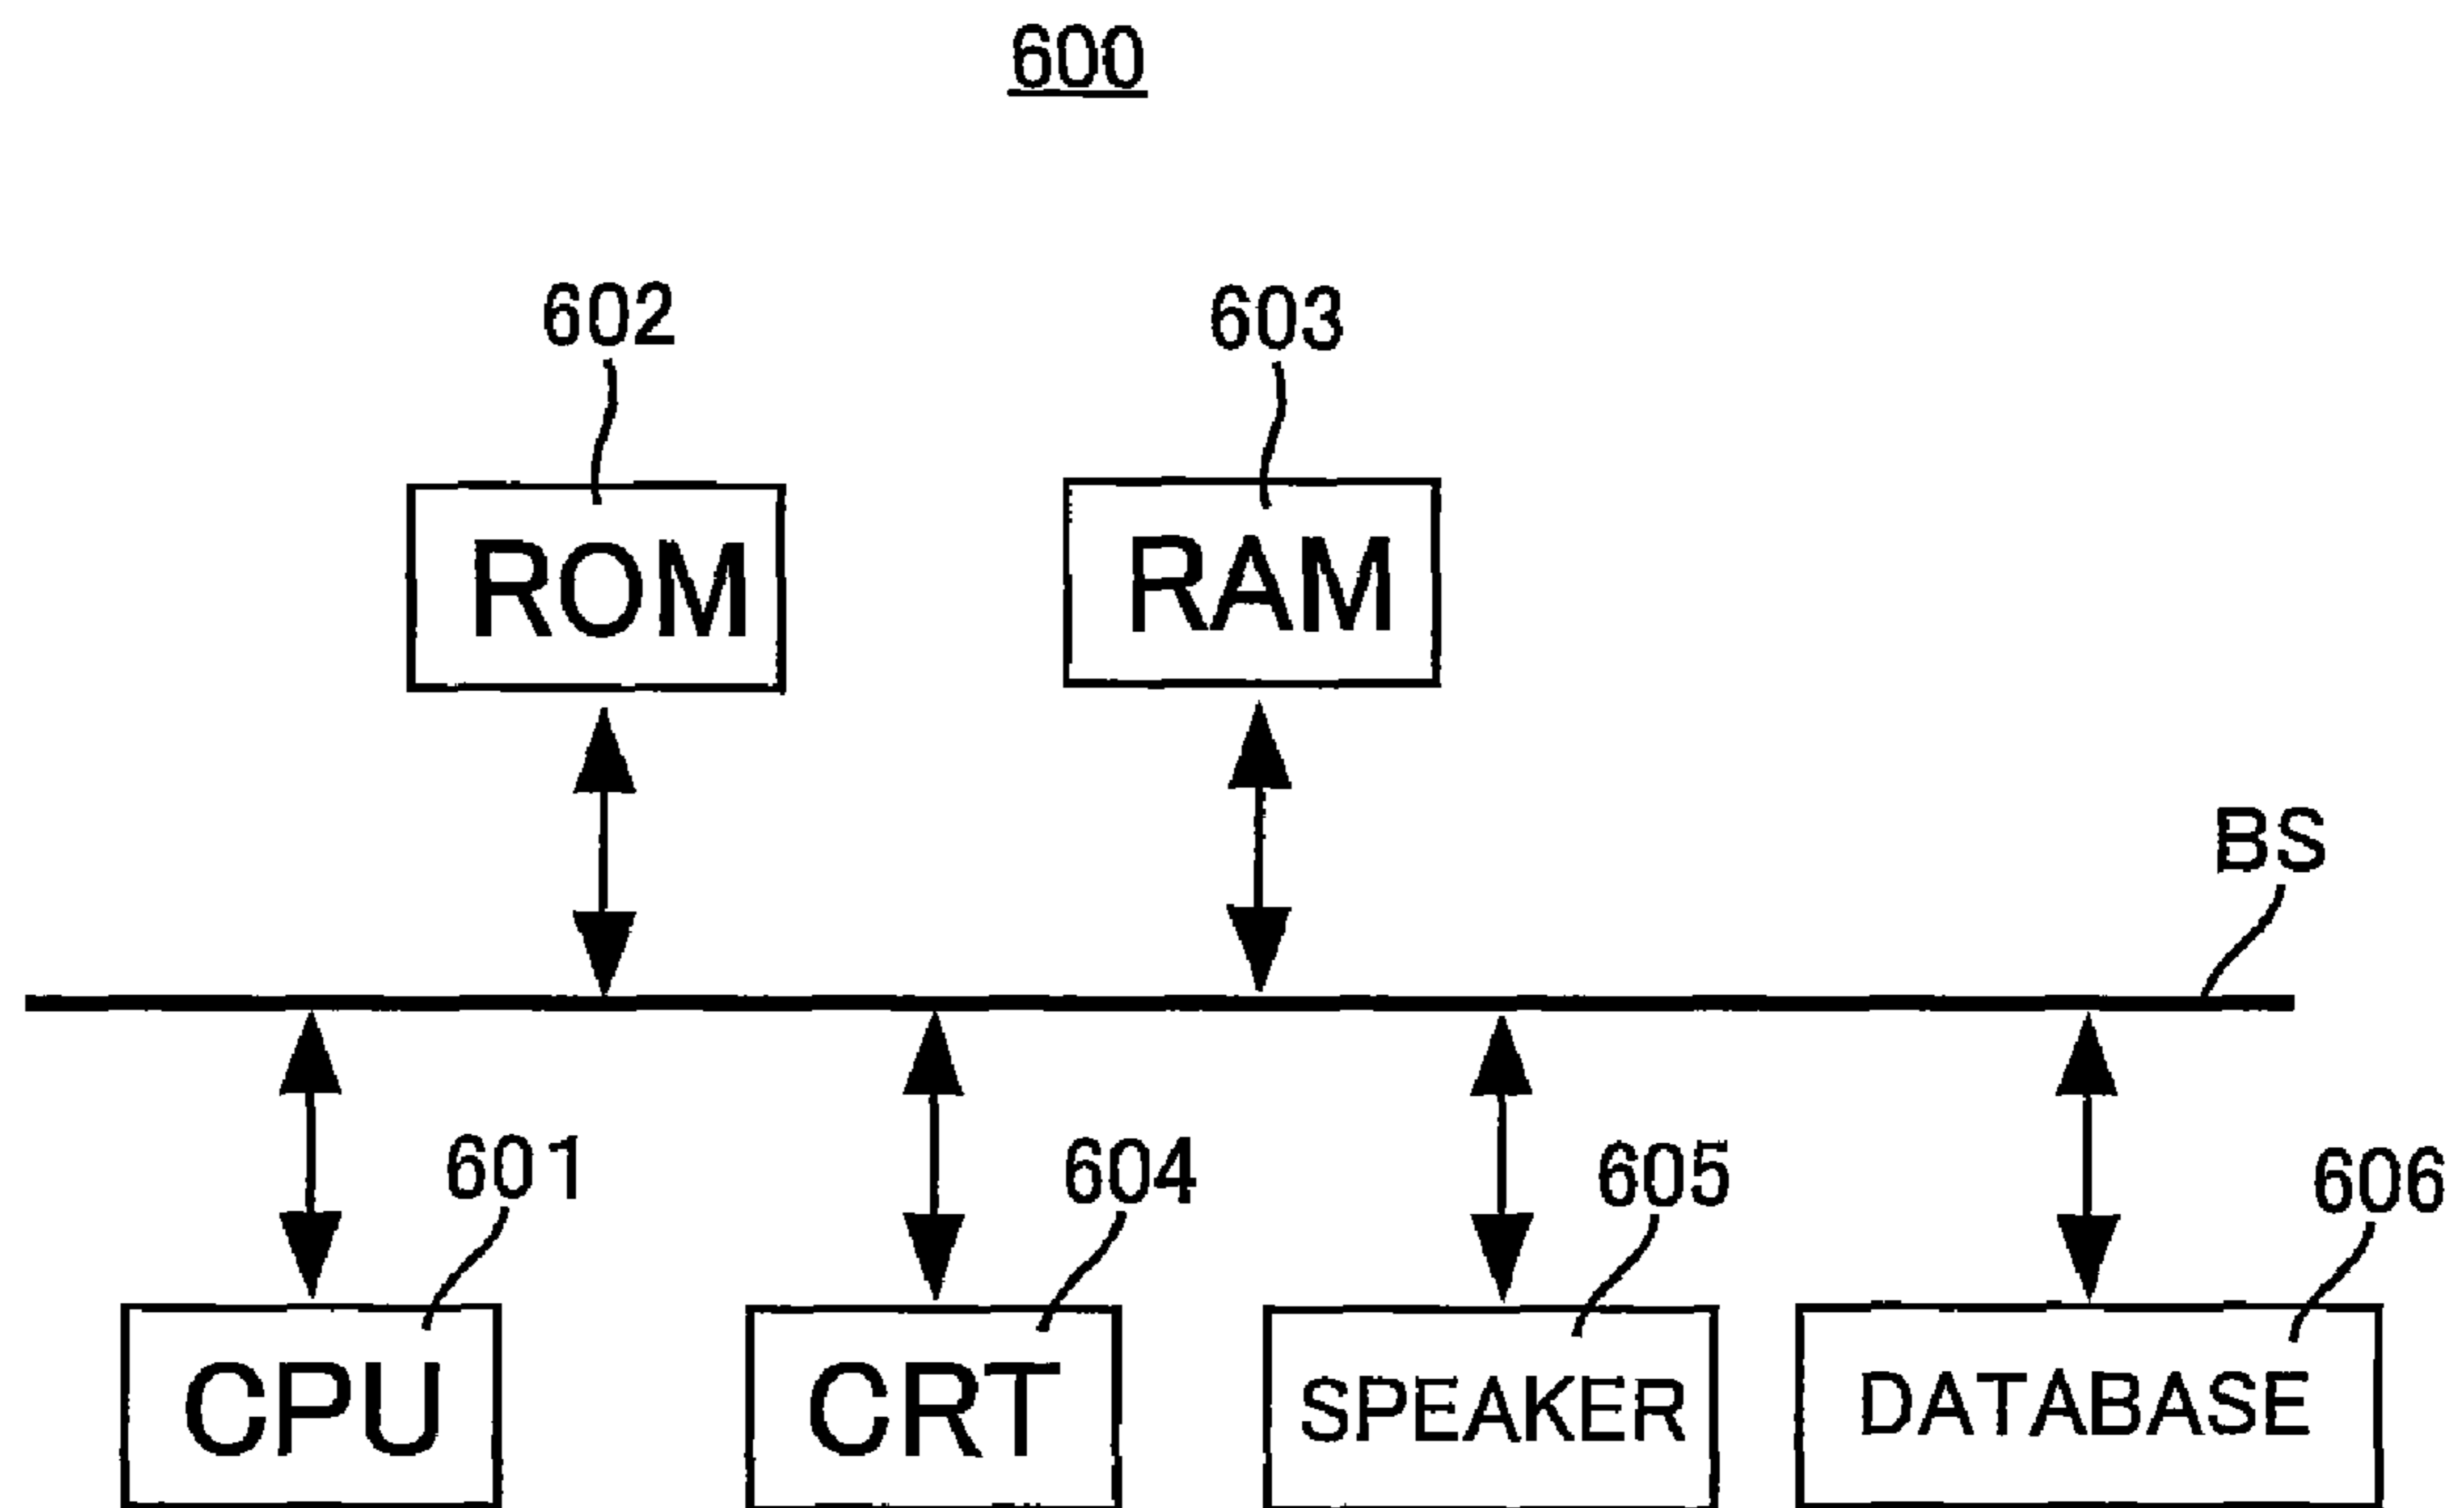 600
602
603
ROM
RAM
BS
601
604
605
606
CPU
CRT
SPEAKER
DATABASE